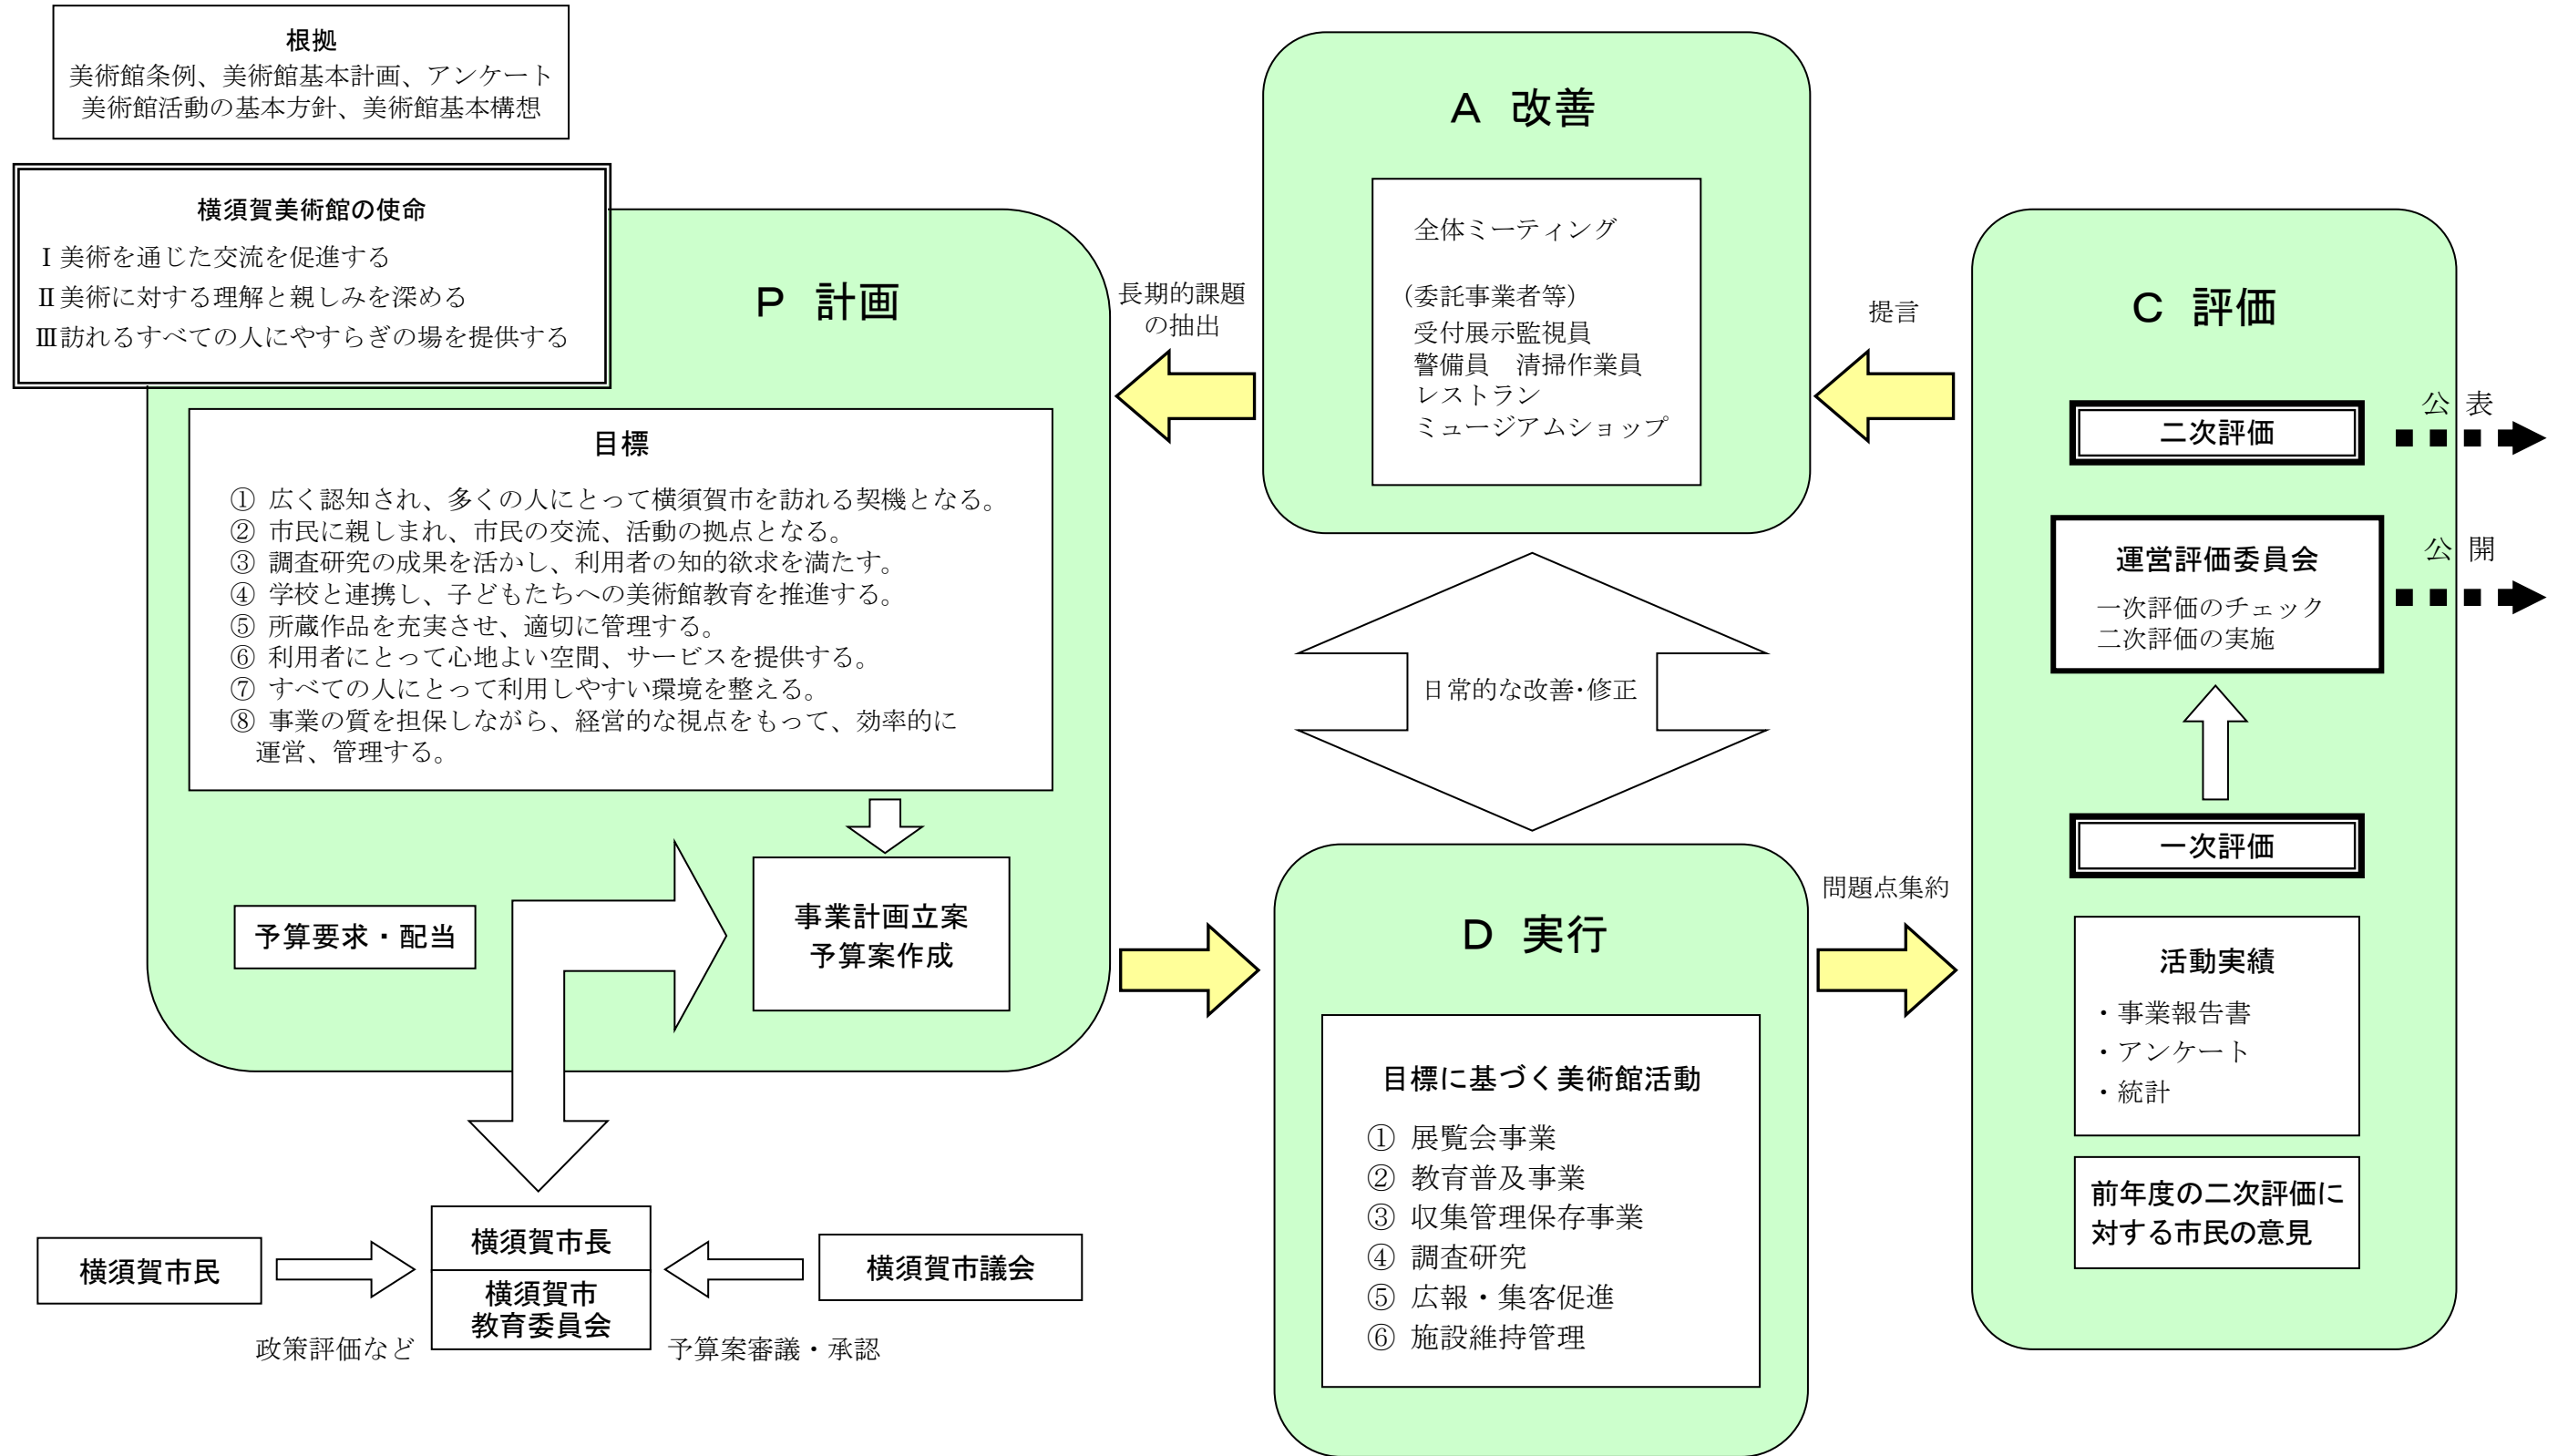 根拠
美術館条例、美術館基本計画、アンケート
美術館活動の基本方針、美術館基本構想
横須賀美術館の使命
Ⅰ美術を通じた交流を促進する
Ⅱ美術に対する理解と親しみを深める
Ⅲ訪れるすべての人にやすらぎの場を提供する
P 計画
目標
① 広く認知され、多くの人にとって横須賀市を訪れる契機となる。
② 市民に親しまれ、市民の交流、活動の拠点となる。
③ 調査研究の成果を活かし、利用者の知的欲求を満たす。
④ 学校と連携し、子どもたちへの美術館教育を推進する。
⑤ 所蔵作品を充実させ、適切に管理する。
⑥ 利用者にとって心地よい空間、サービスを提供する。
⑦ すべての人にとって利用しやすい環境を整える。
⑧ 事業の質を担保しながら、経営的な視点をもって、効率的に
運営、管理する。
予算要求・配当
事業計画立案
予算案作成
横須賀市民
政策評価など
横須賀市長
横須賀市
教育委員会
横須賀市議会
予算案審議・承認
長期的課題
の抽出
A 改善
全体ミーティング
（委託事業者等）
受付展示監視員
警備員　清掃作業員
レストラン
ミュージアムショップ
日常的な改善・修正
D 実行
目標に基づく美術館活動
① 展覧会事業
② 教育普及事業
③ 収集管理保存事業
④ 調査研究
⑤ 広報・集客促進
⑥ 施設維持管理
提言
問題点集約
C 評価
二次評価
公 表
運営評価委員会
一次評価のチェック
二次評価の実施
公 開
一次評価
活動実績
・事業報告書
・アンケート
・統計
前年度の二次評価に
対する市民の意見